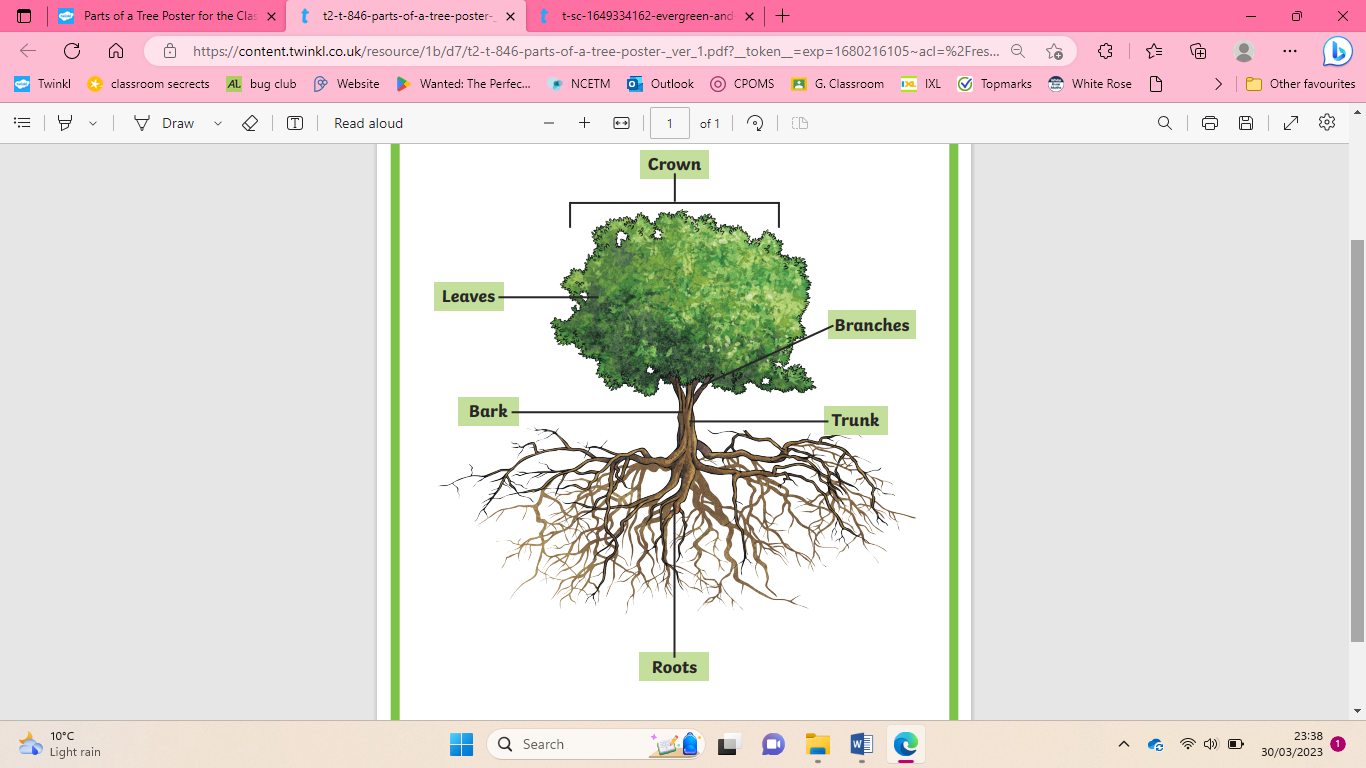 Parts of a Tree Poster for the Clas
t2-t-846-parts-of-a-tree-poster-_
t-sc-1649334162-evergreen-and
https://content.twinkl.co.uk/resource/1b/d7/t2-t-846-parts-of-a-tree-poster-_ver_1.pdf?__token__=exp=1680216105~acl=%2Fres...
Twinkl
classroom secrects
bug club
Website
Wanted: The Perfec...
NCETM
Outlook
CPOMS
G. Classroom
IXL
Topmarks
White Rose
Other favourites
Draw
Read aloud
1
of 1
Crown
Leaves
Branches
Bark
Trunk
Roots
10°C
Light rain
Search
23:38
30/03/2023
1